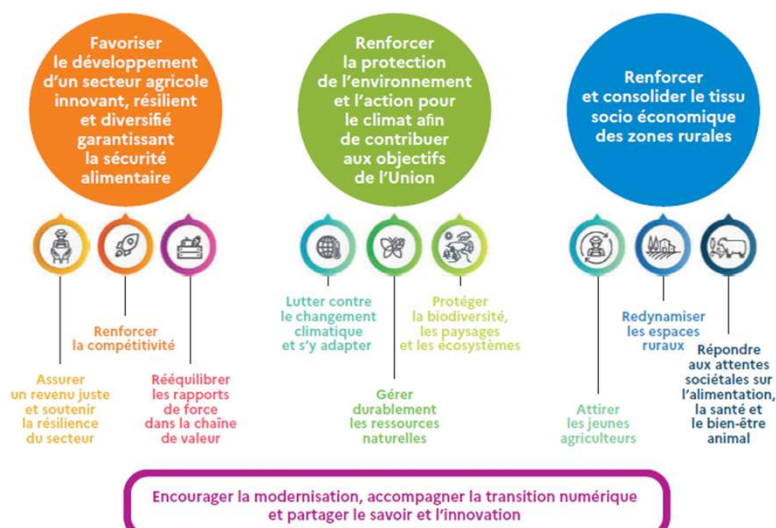 Favoriser
le développement
d'un secteur agricole
innovant, résilient
et diversifié
garantissant
la sécurité
alimentaire
Renforcer
la protection
de l'environnement
et l'action pour
le climat afin
de contribuer
aux objectifs
de l'Union
Renforcer
et consolider le tissu
socio économique
des zones rurales
Assurer
un revenu juste
et soutenir
la résilience
du secteur
Renforcer
la compétitivité
Rééquilibrer
les rapports
de force
dans la chaîne
de valeur
Lutter contre
le changement
climatique
et s'y adapter
Gérer
durablement
les ressources
naturelles
Protéger
la biodiversité,
les paysages
et les écosystèmes
Attirer
les jeunes
agriculteurs
Redynamiser
les espaces
ruraux
Répondre
aux attentes
sociétales sur
l'alimentation,
la santé et
le bien-être
animal
Encourager la modernisation, accompagner la transition numérique
et partager le savoir et l'innovation